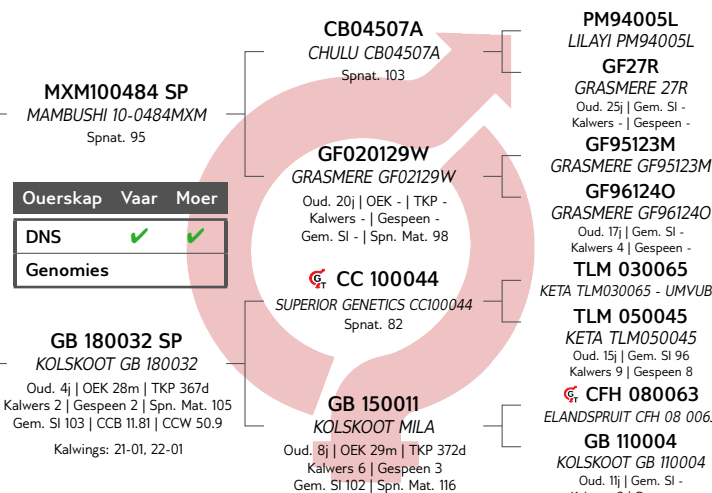 MXM100484 SP
MAMBUSHI 10-0484MXM
Spnat. 95
Ouerskap Vaar Moer
DNS ✔ ✔
Genomies
GB 180032 SP
KOLSKOOT GB 180032
Oud. 4j | OEK 28m | TKP 367d
Kalwers 2 | Gespeen 2 | Spn. Mat. 105
Gem. SI 103 | CCB 11.81 | CCW 50.9
Kalwings: 21-01, 22-01
CB04507A
CHULU CB04507A
Spnat. 103
GF020129W
GRASMERE GF02129W
Oud. 20j | OEK - | TKP -
Kalwers - | Gespeen -
Gem. SI - | Spn. Mat. 98
CC 100044
SUPERIOR GENETICS CC100044
Spnat. 82
GB 150011
KOLSKOOT MILA
Oud. 8j | OEK 29m | TKP 372d
Kalwers 6 | Gespeen 3
Gem. SI 102 | Spn. Mat. 116
PM94005L
LILAYI PM94005L
GF27R
GRASMERE 27R
Oud. 25j | Gem. SI -
Kalwers - | Gespeen -
GF95123M
GRASMERE GF95123M
GF96124O
GRASMERE GF96124O
Oud. 17j | Gem. SI -
Kalwers 4 | Gespeen -
TLM 030065
KETA TLM030065 - UMVUB
TLM 050045
KETA TLM050045
Oud. 15j | Gem. SI 96
Kalwers 9 | Gespeen 8
CFH 080063
ELANDSPRUIT CFH 08 006
GB 110004
KOLSKOOT GB 110004
Oud. 11j | Gem. SI -